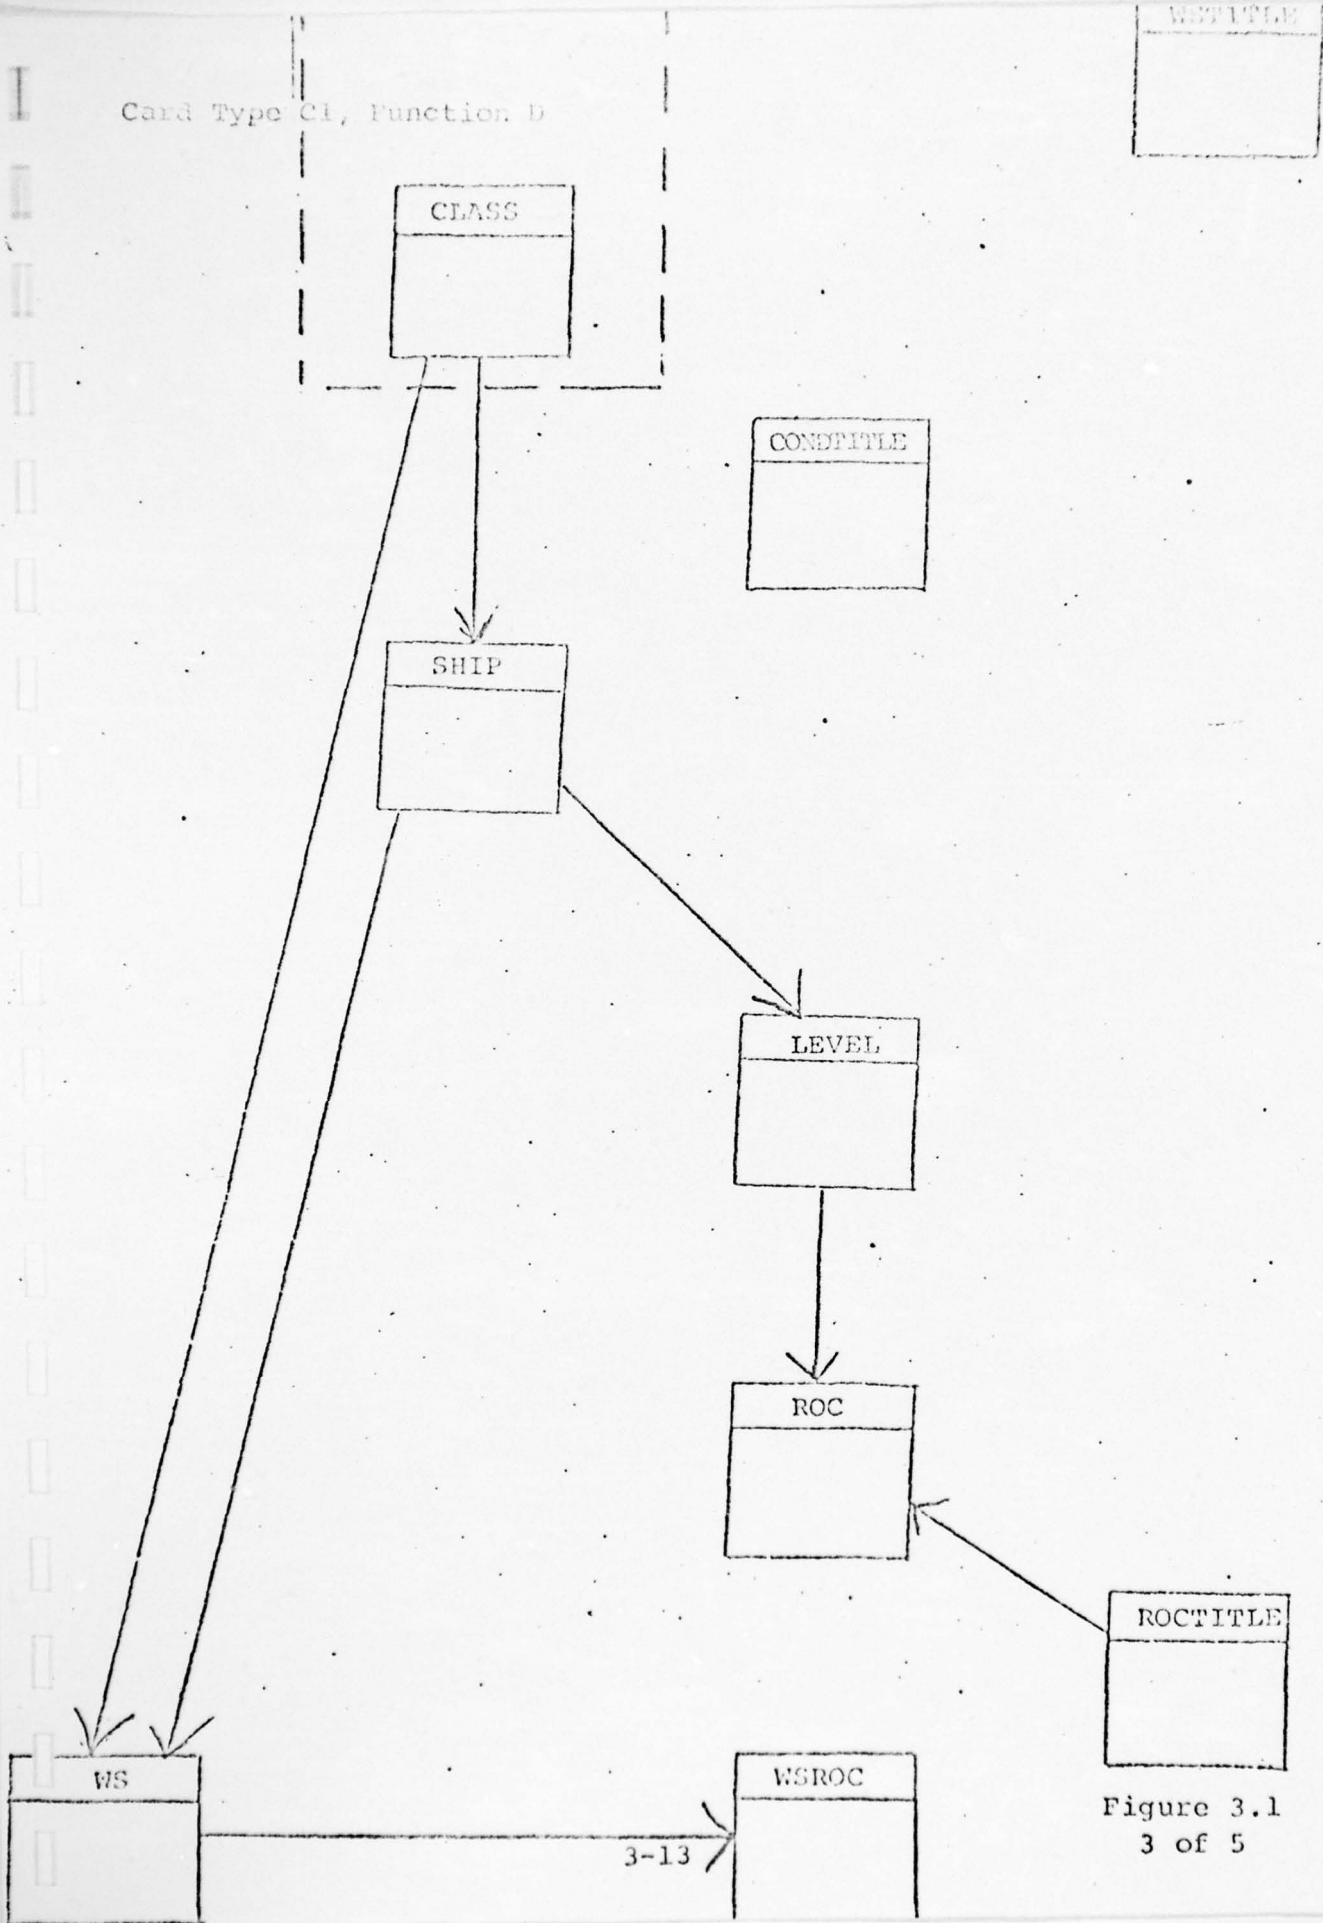 WSTITLE
Card Type C1, Function D
CLASS
CONDTITLE
SHIP
LEVEL
ROC
ROCTITLE
WS
WSROC
Figure 3.1
3-13
3 of 5